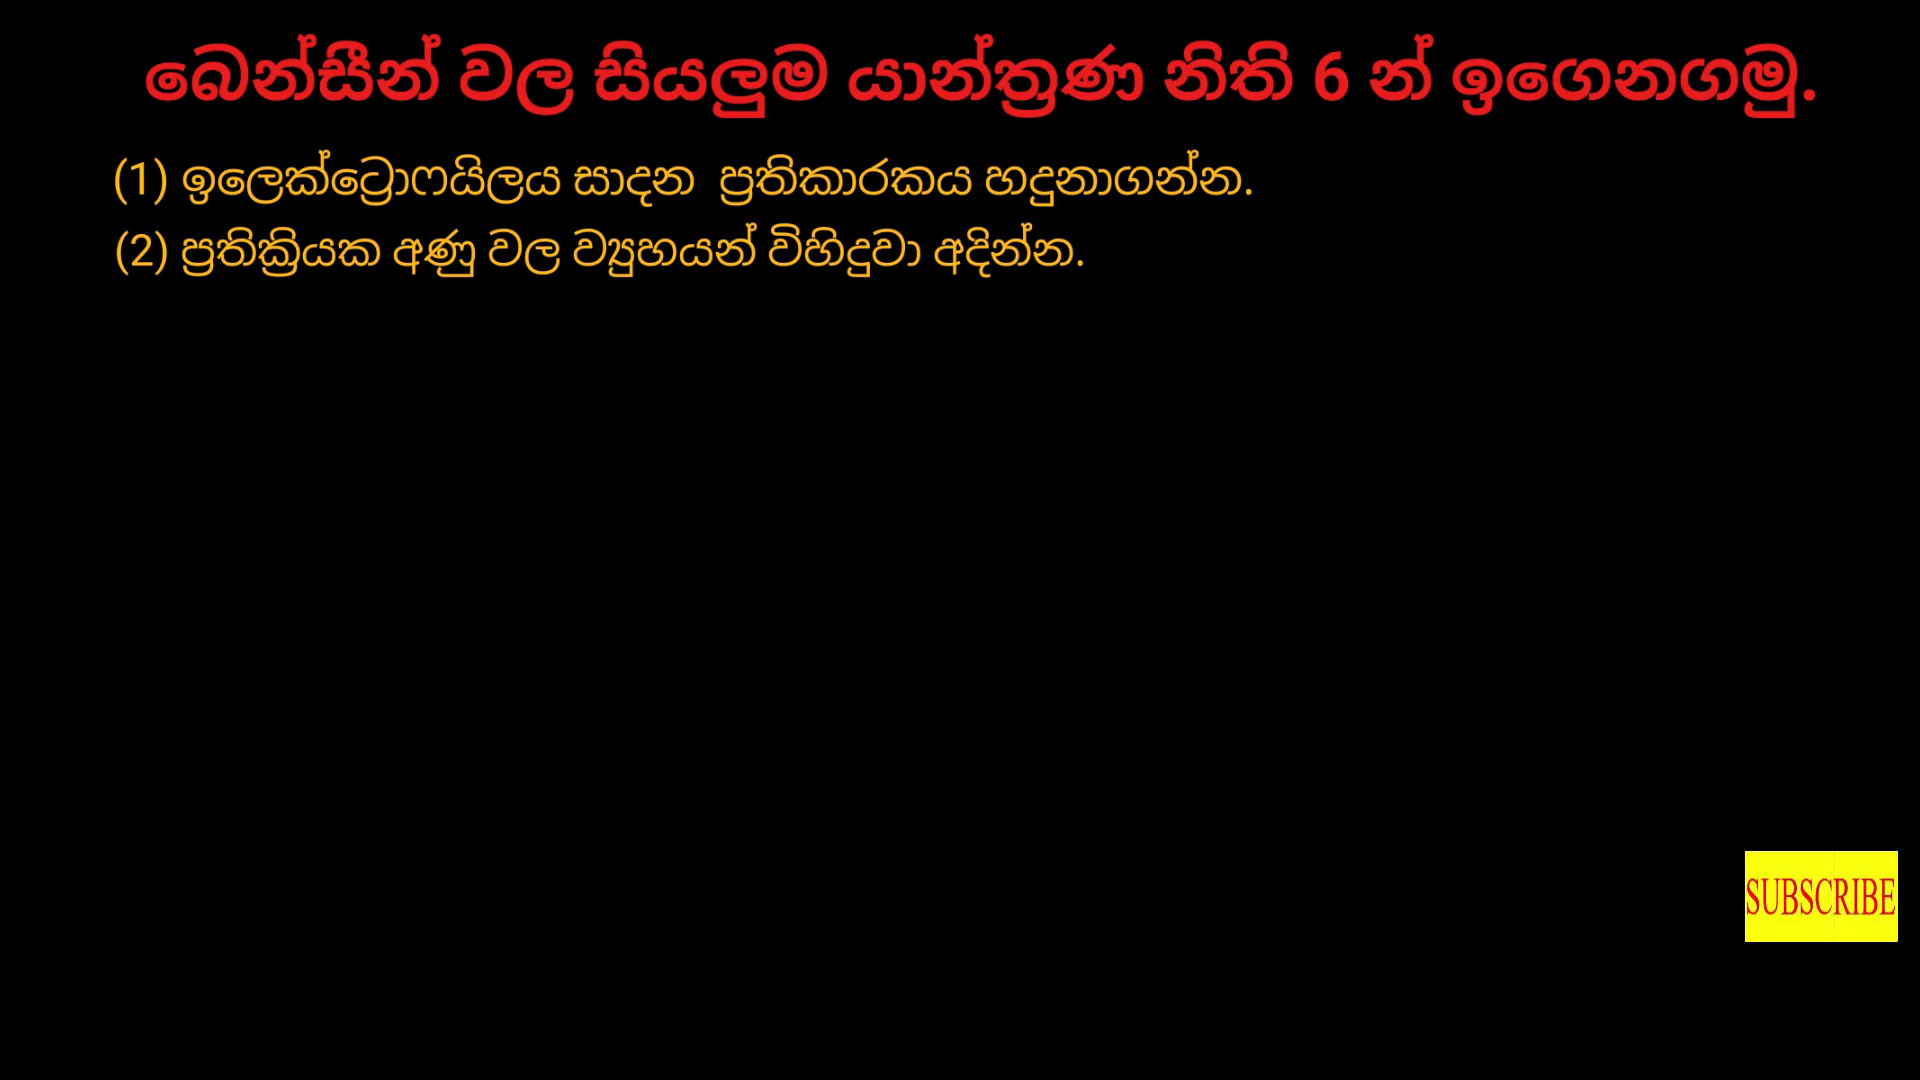 බෙන්සීන් වල සියලුම යාන්ත්‍රණ නිති 6 න් ඉගෙනගමු.
(1) ඉලෙක්ට්‍රොෆයිලය සාදන ප්‍රතිකාරකය හදුනාගන්න.
(2) ප්‍රතික්‍රියක අණු වල ව්‍යුහයන් විහිදුවා අදින්න.
SUBSCRIBE